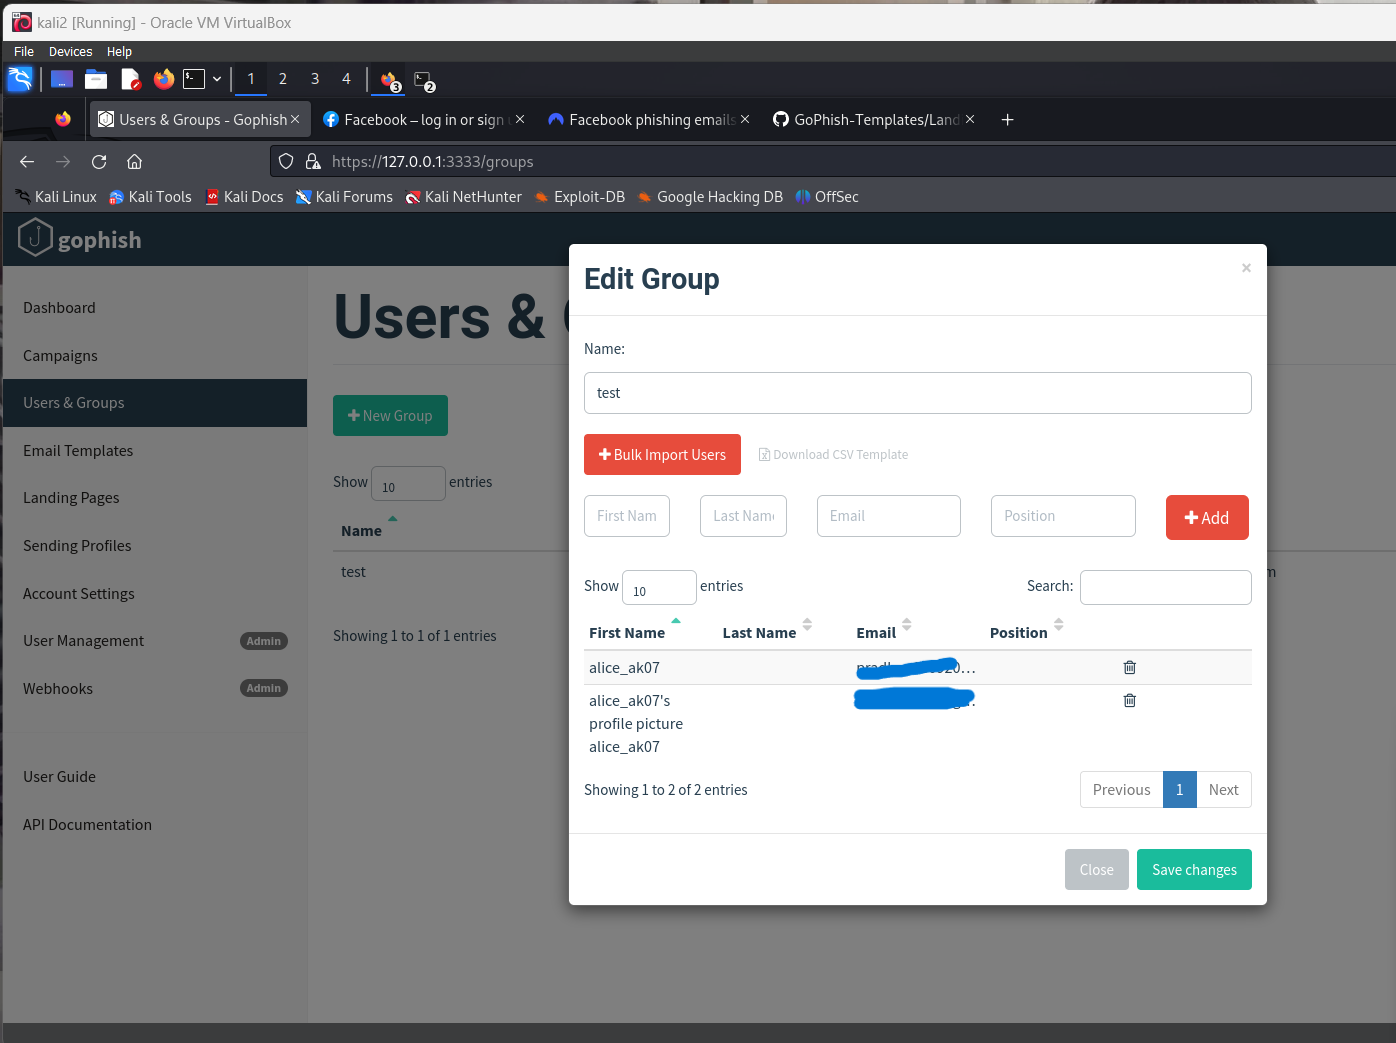 kali2 [Running] - Oracle VM VirtualBox
File Devices Help
1 2 3 4 3 2
Users & Groups - Gophish
Facebook – log in or sign
Facebook phishing emails
GoPhish-Templates/Land
https://127.0.0.1:3333/groups
Kali Linux Kali Tools Kali Docs Kali Forums Kali NetHunter Exploit-DB Google Hacking DB OffSec
gophish
Dashboard
Campaigns
Users & Groups
Email Templates
Landing Pages
Sending Profiles
Account Settings
User Management Admin
Webhooks Admin
User Guide
API Documentation
Users &
New Group
Show 10 entries
Name
test
Showing 1 to 1 of 1 entries
Edit Group
×
Name:
test
Bulk Import Users
Download CSV Template
First Nam
Last Name
Email
Position
Add
Show 10 entries
Search:
First Name Last Name Email Position
alice_ak07
alice_ak07's
profile picture
alice_ak07
Showing 1 to 2 of 2 entries
Previous 1 Next
Close Save changes